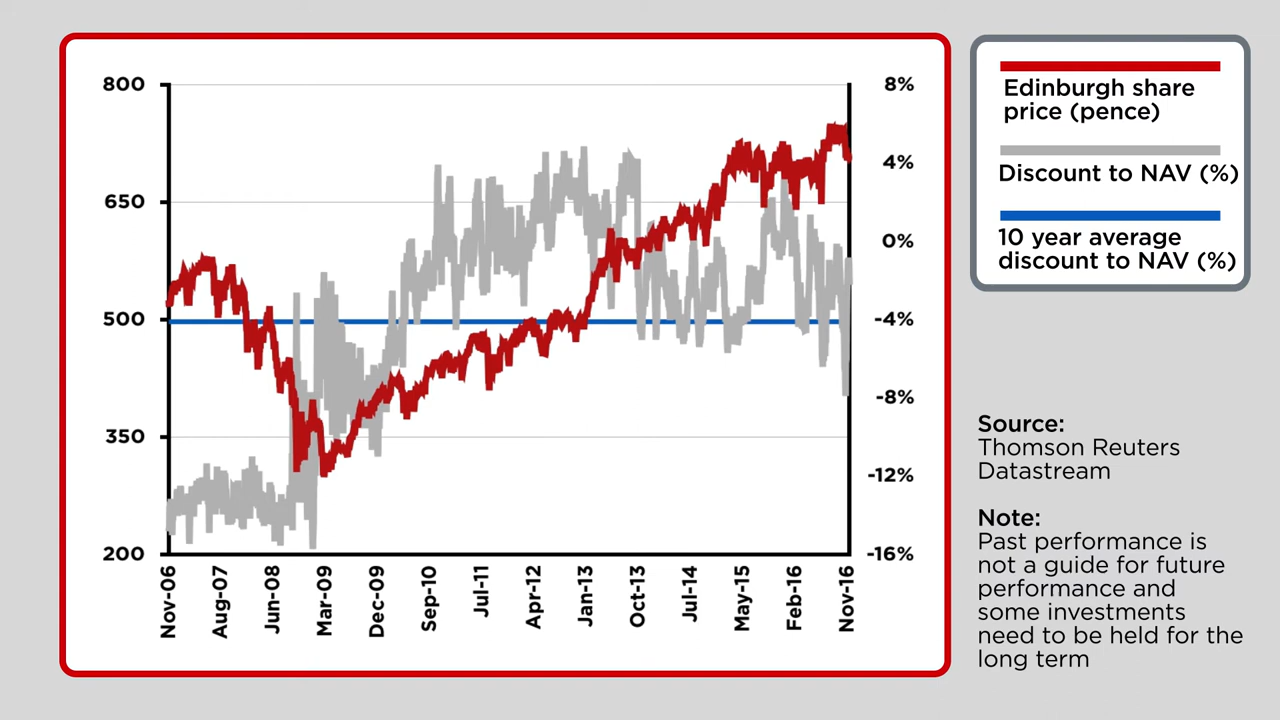 800
650
500
350
200
8%
4%
0%
-4%
-8%
-12%
-16%
Nov-06
Aug-07
Jun-08
Mar-09
Dec-09
Sep-10
Jul-11
Apr-12
Jan-13
Oct-13
Jul-14
May-15
Feb-16
Nov-16
Edinburgh share
price (pence)
Discount to NAV (%)
10 year average
discount to NAV (%)
Source:
Thomson Reuters
Datastream
Note:
Past performance is
not a guide for future
performance and
some investments
need to be held for the
long term